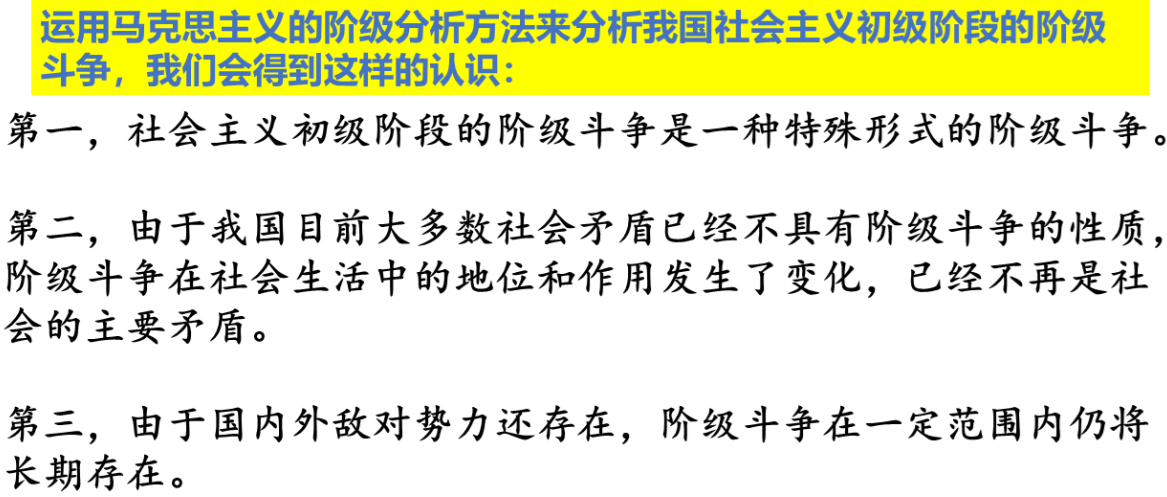 运用马克思主义的阶级分析方法来分析我国社会主义初级阶段的阶级
斗争，我们会得到这样的认识：
第一，社会主义初级阶段的阶级斗争是一种特殊形式的阶级斗争。
第二，由于我国目前大多数社会矛盾已经不具有阶级斗争的性质，
阶级斗争在社会生活中的地位和作用发生了变化，已经不再是社
会的主要矛盾。
第三，由于国内外敌对势力还存在，阶级斗争在一定范围内仍将
长期存在。